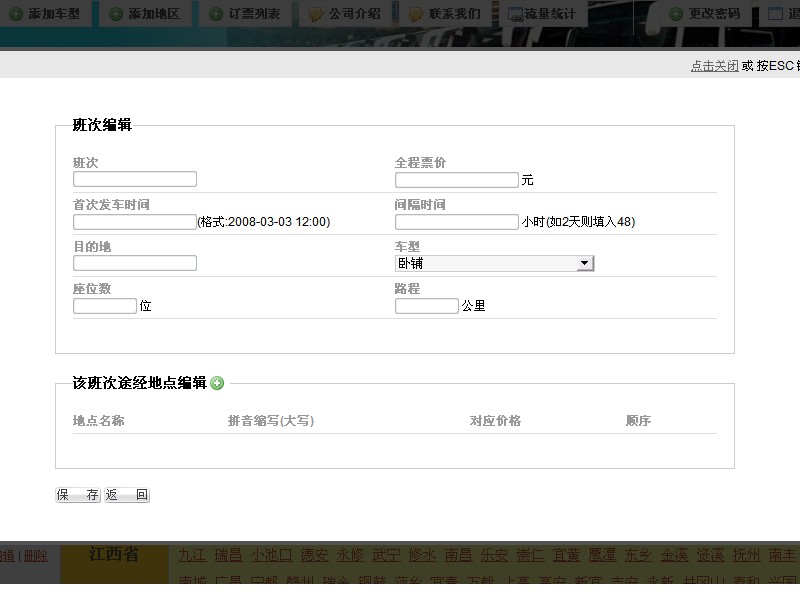 添加车型 添加地区 订票列表 公司介绍 联系我们 流量统计 更改密码
点击关闭 或 按ESC
班次编辑
班次 全程票价
元
首次发车时间 间隔时间
(格式:2008-03-03 12:00) 小时(如2天则填入48)
目的地 车型
卧铺
座位数 路程
位 公里
该班次途经地点编辑
地点名称 拼音缩写(大写) 对应价格 顺序
保 存 返 回
编辑 | 删除 江西省 九江 瑞昌 小池口 德安 永修 武宁 修水 南昌 乐安 崇仁 宜黄 鹰潭 东乡 金溪 资溪 抚州 南丰